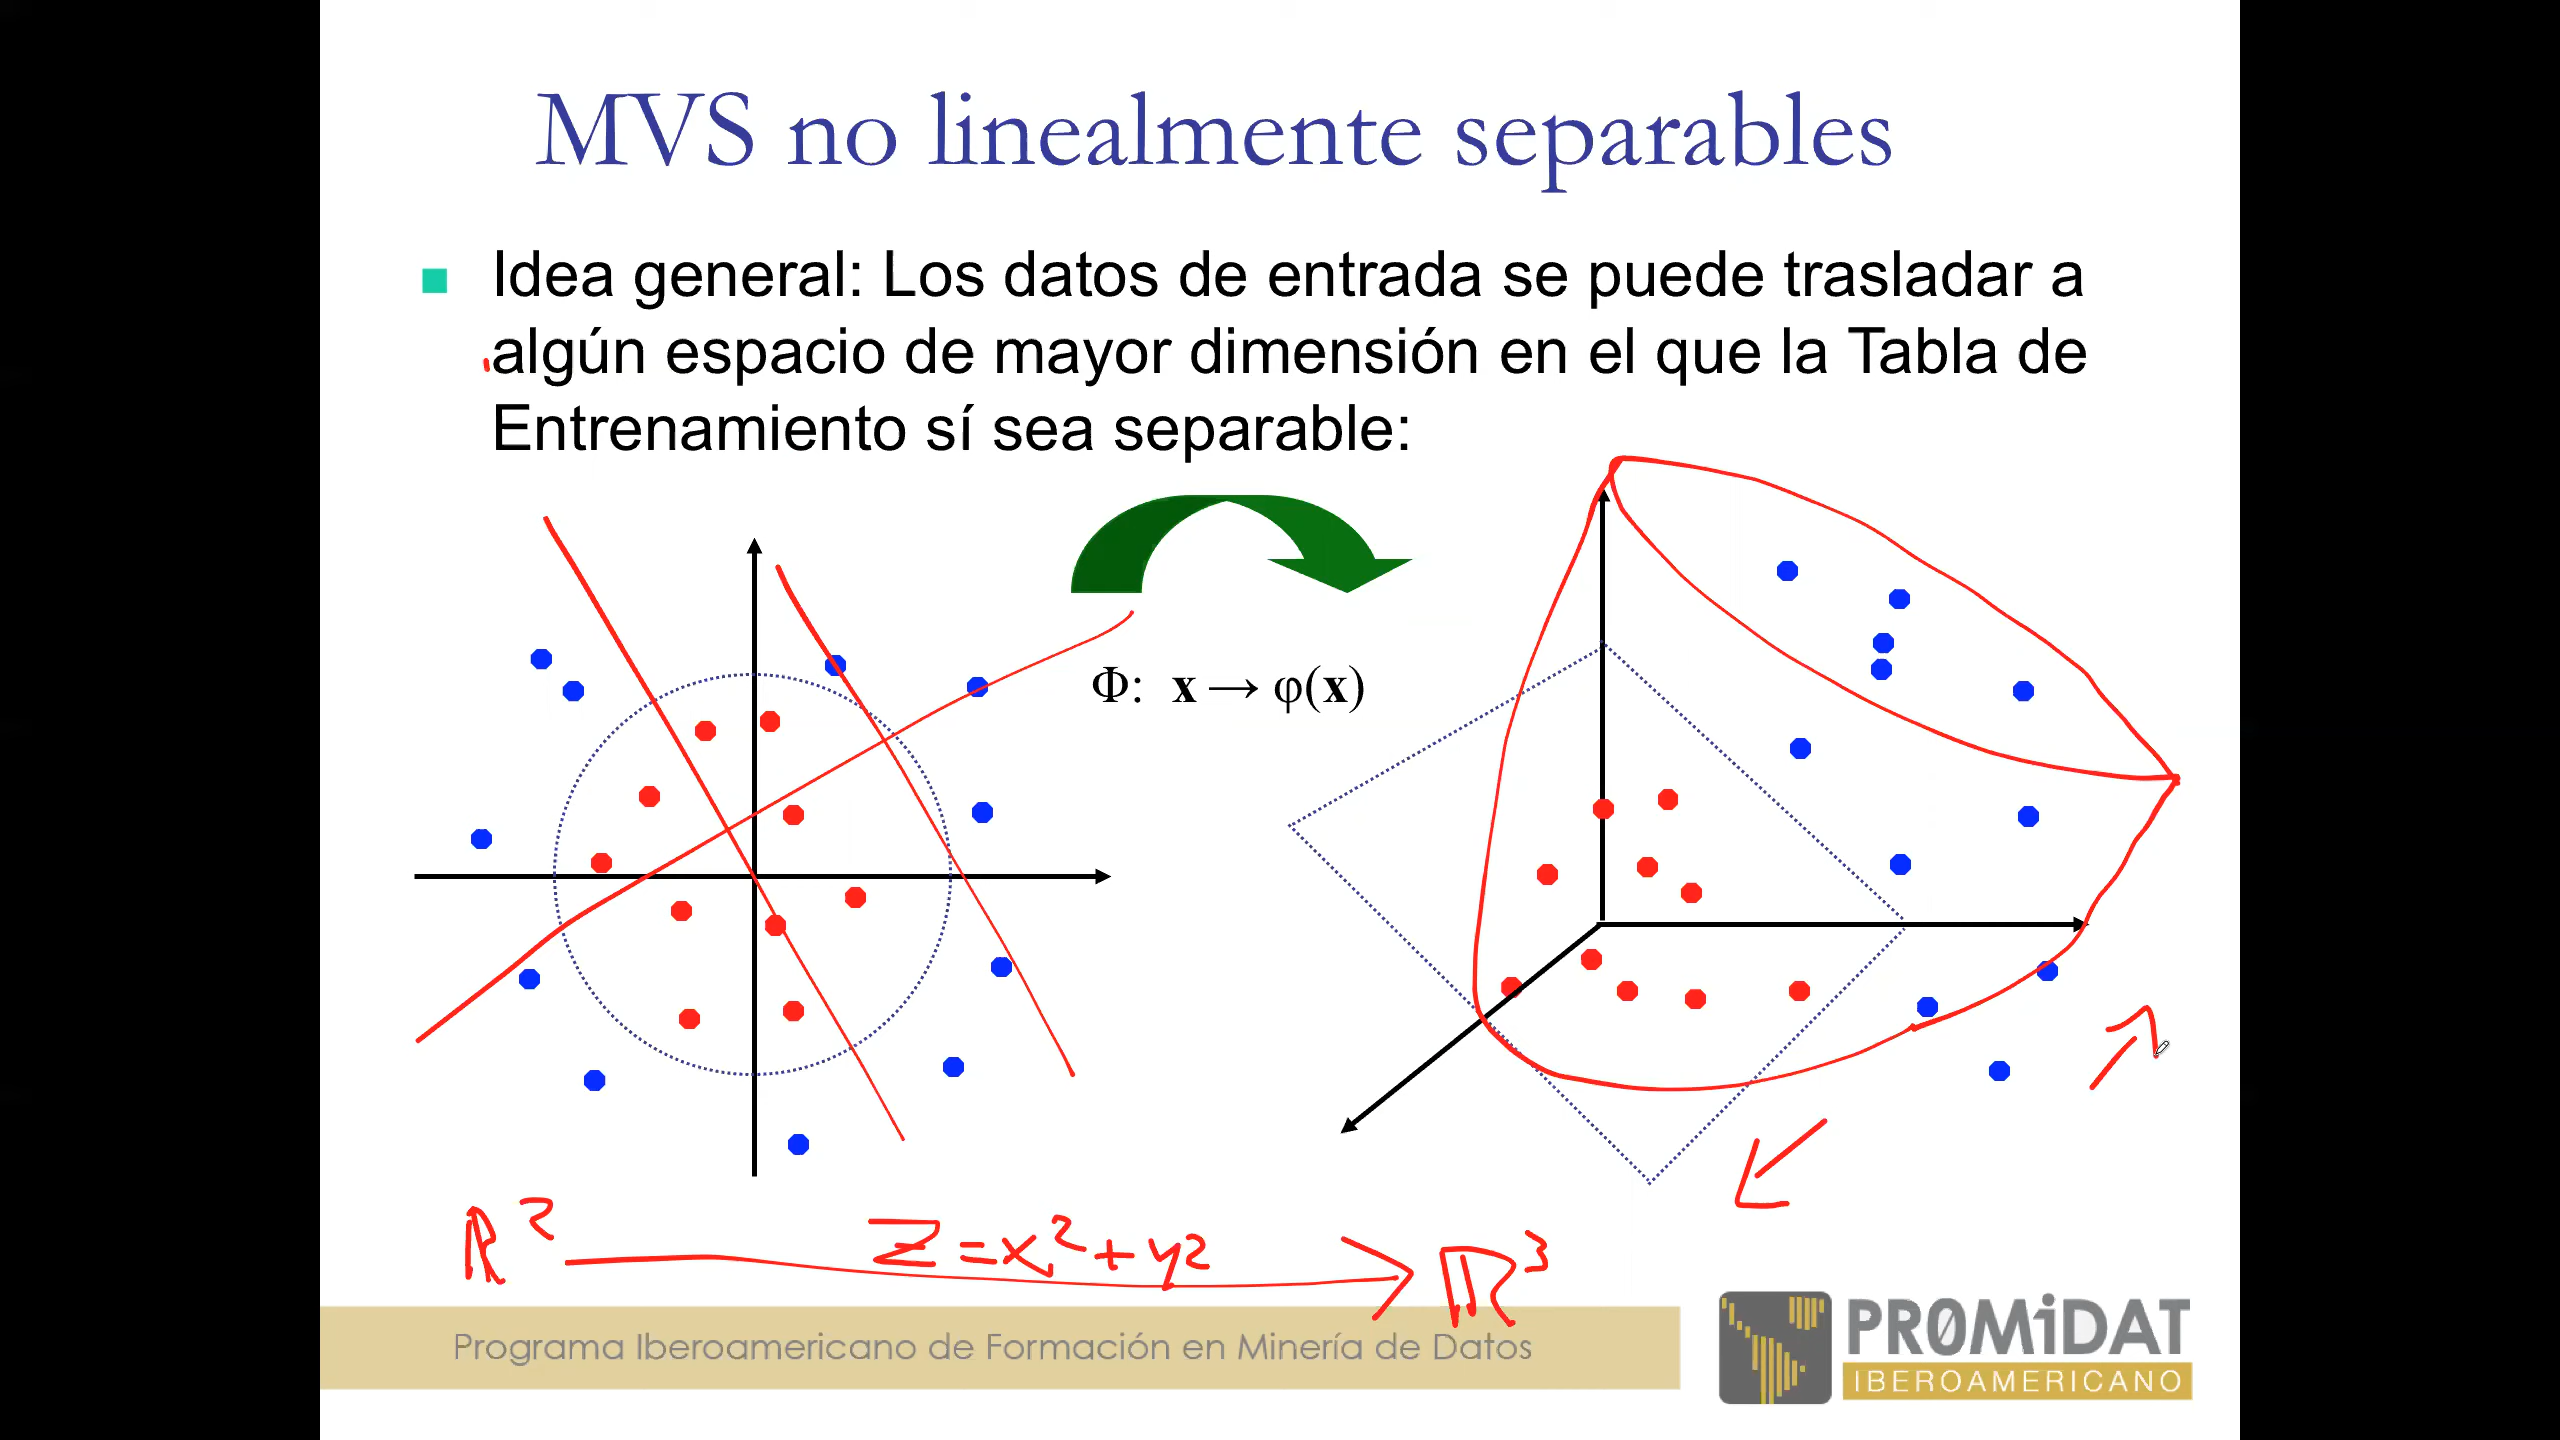 MVS no linealmente separables
Idea general: Los datos de entrada se puede trasladar a
algún espacio de mayor dimensión en el que la Tabla de
Entrenamiento sí sea separable:
Φ: x → φ(x)
ℝ² Z = x² + y² ℝ³
Programa Iberoamericano de Formación en Minería de Datos
PR0MiDAT
IBEROAMERICANO